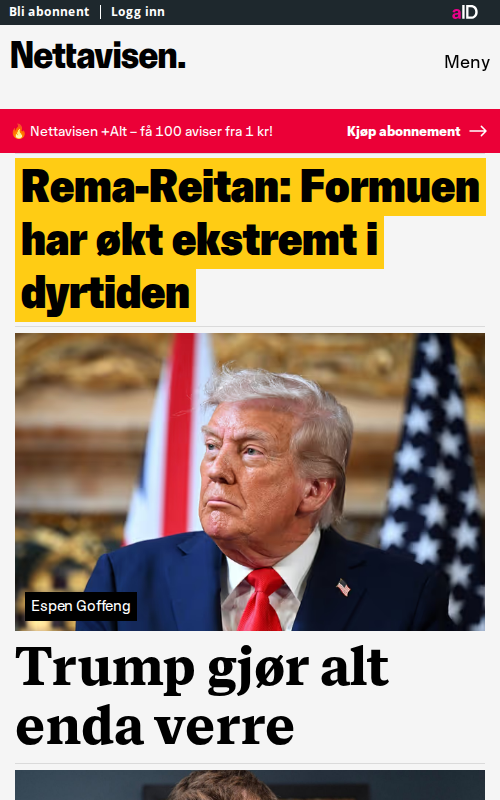 Bli abonnent | Logg inn
aID
Nettavisen.
Meny
🔥 Nettavisen +Alt – få 100 aviser fra 1 kr!
Kjøp abonnement →
Rema-Reitan: Formuen
har økt ekstremt i
dyrtiden
Espen Goffeng
Trump gjør alt
enda verre